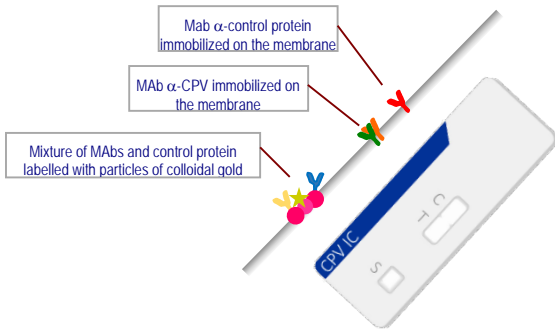 Mab α-control protein
immobilized on the membrane
MAb α-CPV immobilized on
the membrane
Mixture of MAbs and control protein
labelled with particles of colloidal gold
CPV IC
C
T
S